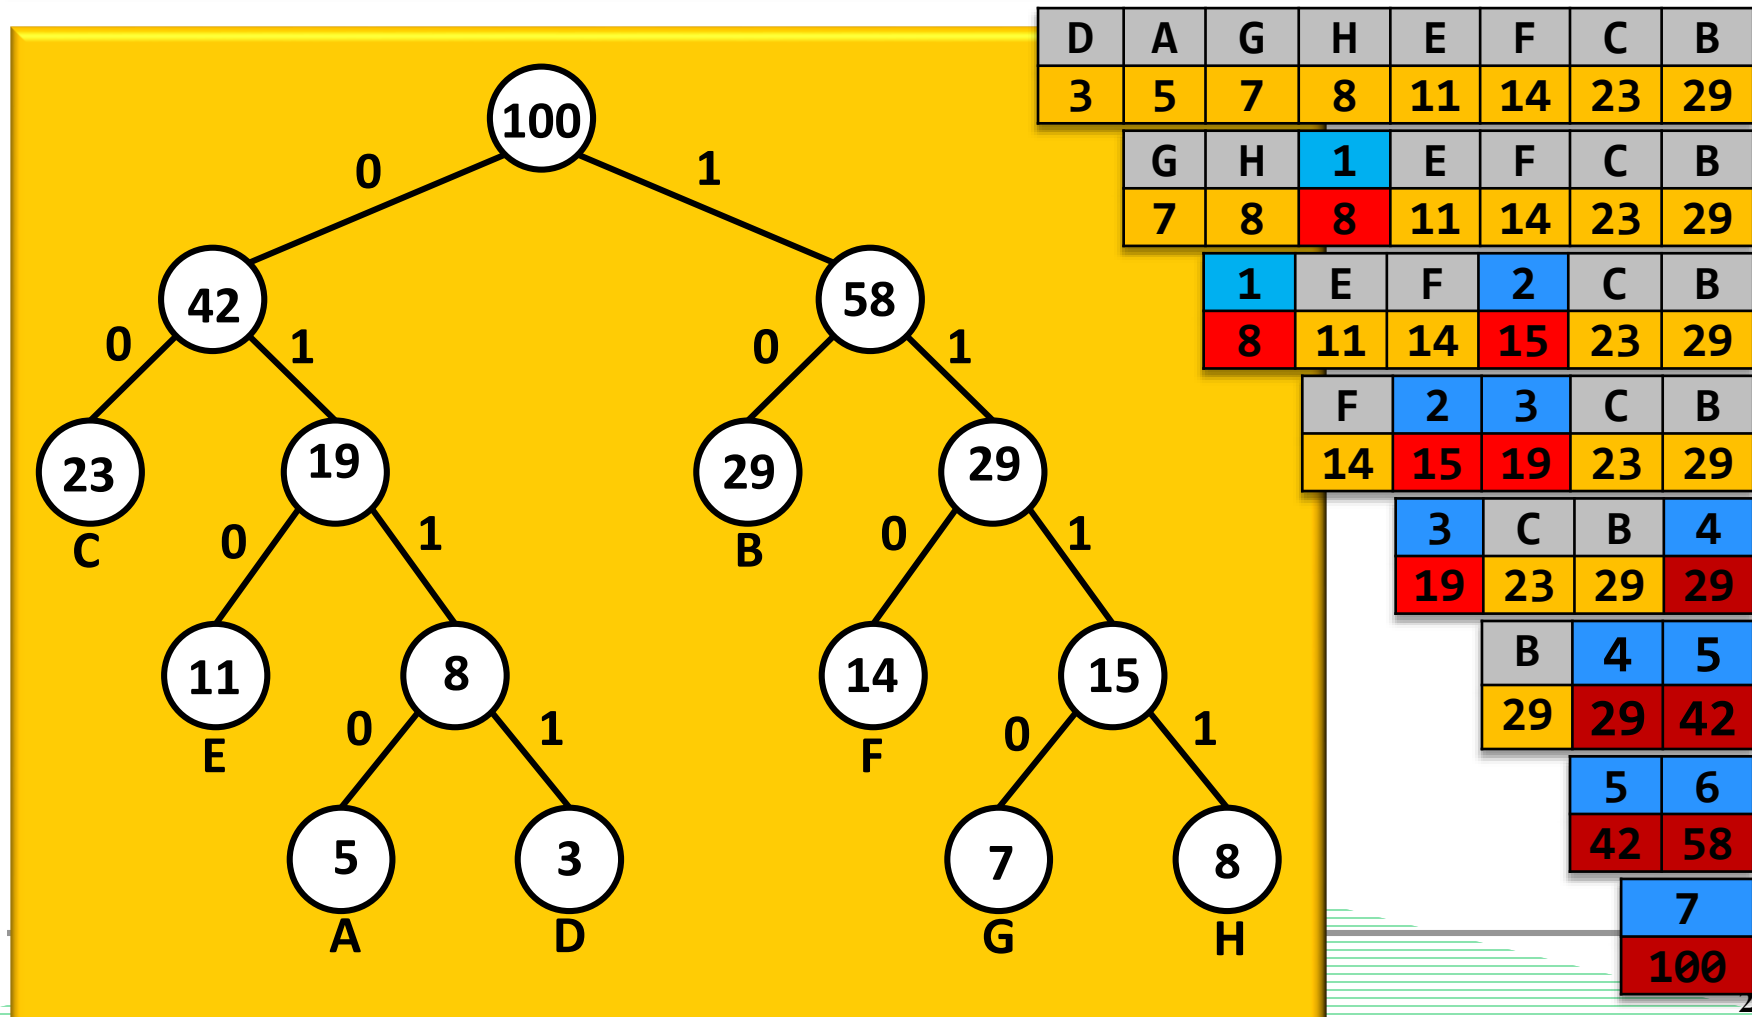 D A G H E F C B
3 5 7 8 11 14 23 29
G H 1 E F C B
7 8 8 11 14 23 29
1 E F 2 C B
8 11 14 15 23 29
F 2 3 C B
14 15 19 23 29
3 C B 4
19 23 29 29
B 4 5
29 29 42
5 6
42 58
7
100
2
100
0 1
42 58
0 1 0 1
23 19 29 29
C B
0 1 0 1
11 8 14 15
E F
0 1 0 1
5 3 7 8
A D G H